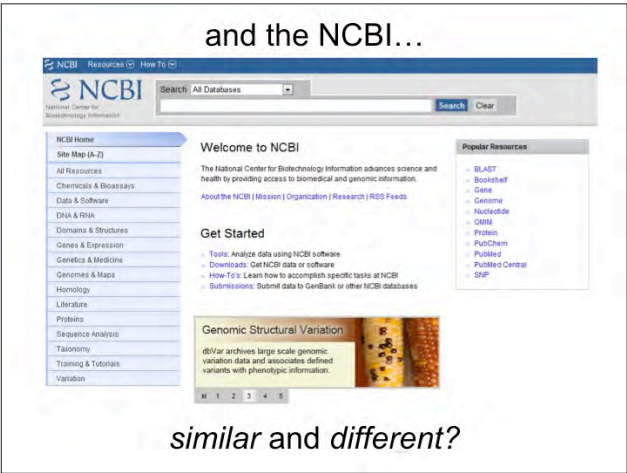 and the NCBI…
NCBI Resources How To
NCBI
National Center for
Biotechnology Information
Search All Databases
Search Clear
NCBI Home
Site Map (A-Z)
All Resources
Chemicals & Bioassays
Data & Software
DNA & RNA
Domains & Structures
Genes & Expression
Genetics & Medicine
Genomes & Maps
Homology
Literature
Proteins
Sequence Analysis
Taxonomy
Training & Tutorials
Variation
Welcome to NCBI
The National Center for Biotechnology Information advances science and
health by providing access to biomedical and genomic information.
About the NCBI | Mission | Organization | Research | RSS Feeds
Get Started
Tools: Analyze data using NCBI software
Downloads: Get NCBI data or software
How-To's: Learn how to accomplish specific tasks at NCBI
Submissions: Submit data to GenBank or other NCBI databases
Genomic Structural Variation
dbVar archives large scale genomic
variation data and associates defined
variants with phenotypic information.
1 2 3 4 5
Popular Resources
BLAST
Bookshelf
Gene
Genome
Nucleotide
OMIM
Protein
PubChem
PubMed
PubMed Central
SNP
similar and different?